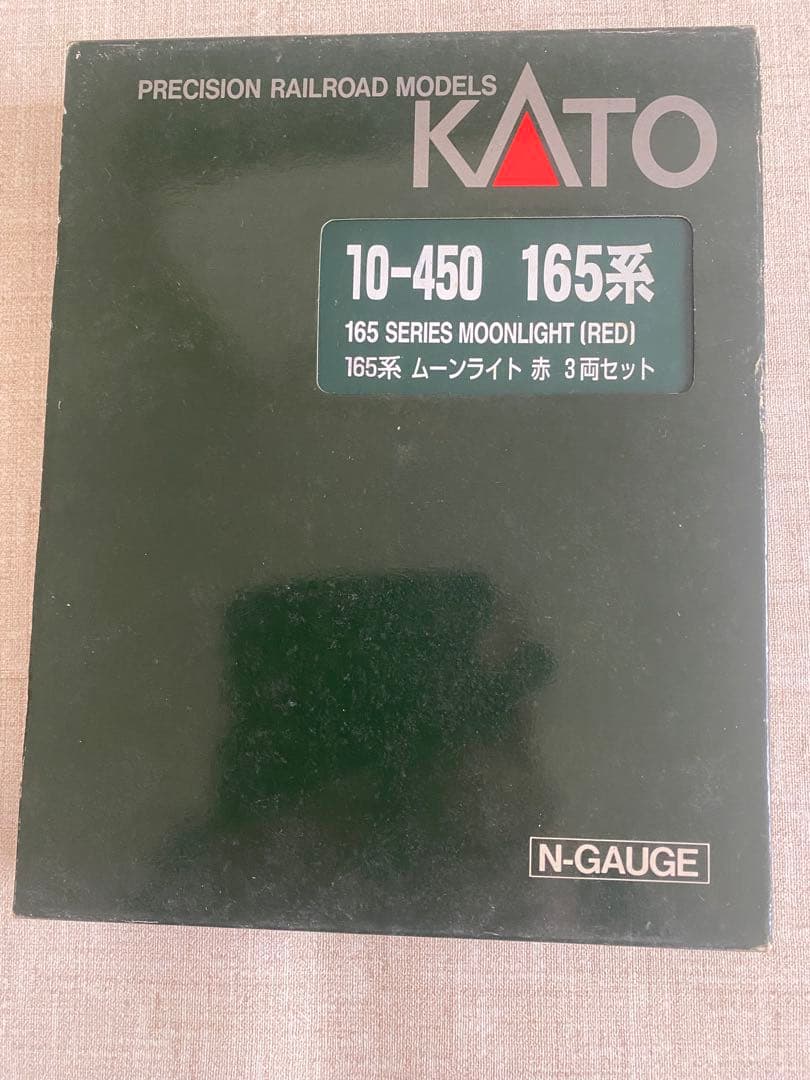 PRECISION RAILROAD MODELS
KATO
10-450 165系
165 SERIES MOONLIGHT (RED)
165系 ムーンライト 赤 3両セット
N-GAUGE